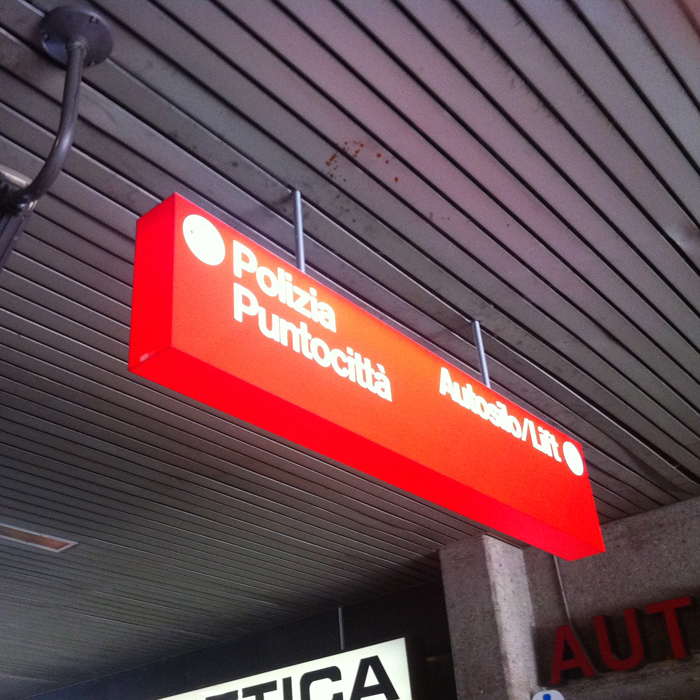 Polizia
Puntocittà
Autosilo/Lift
TICA
AUT